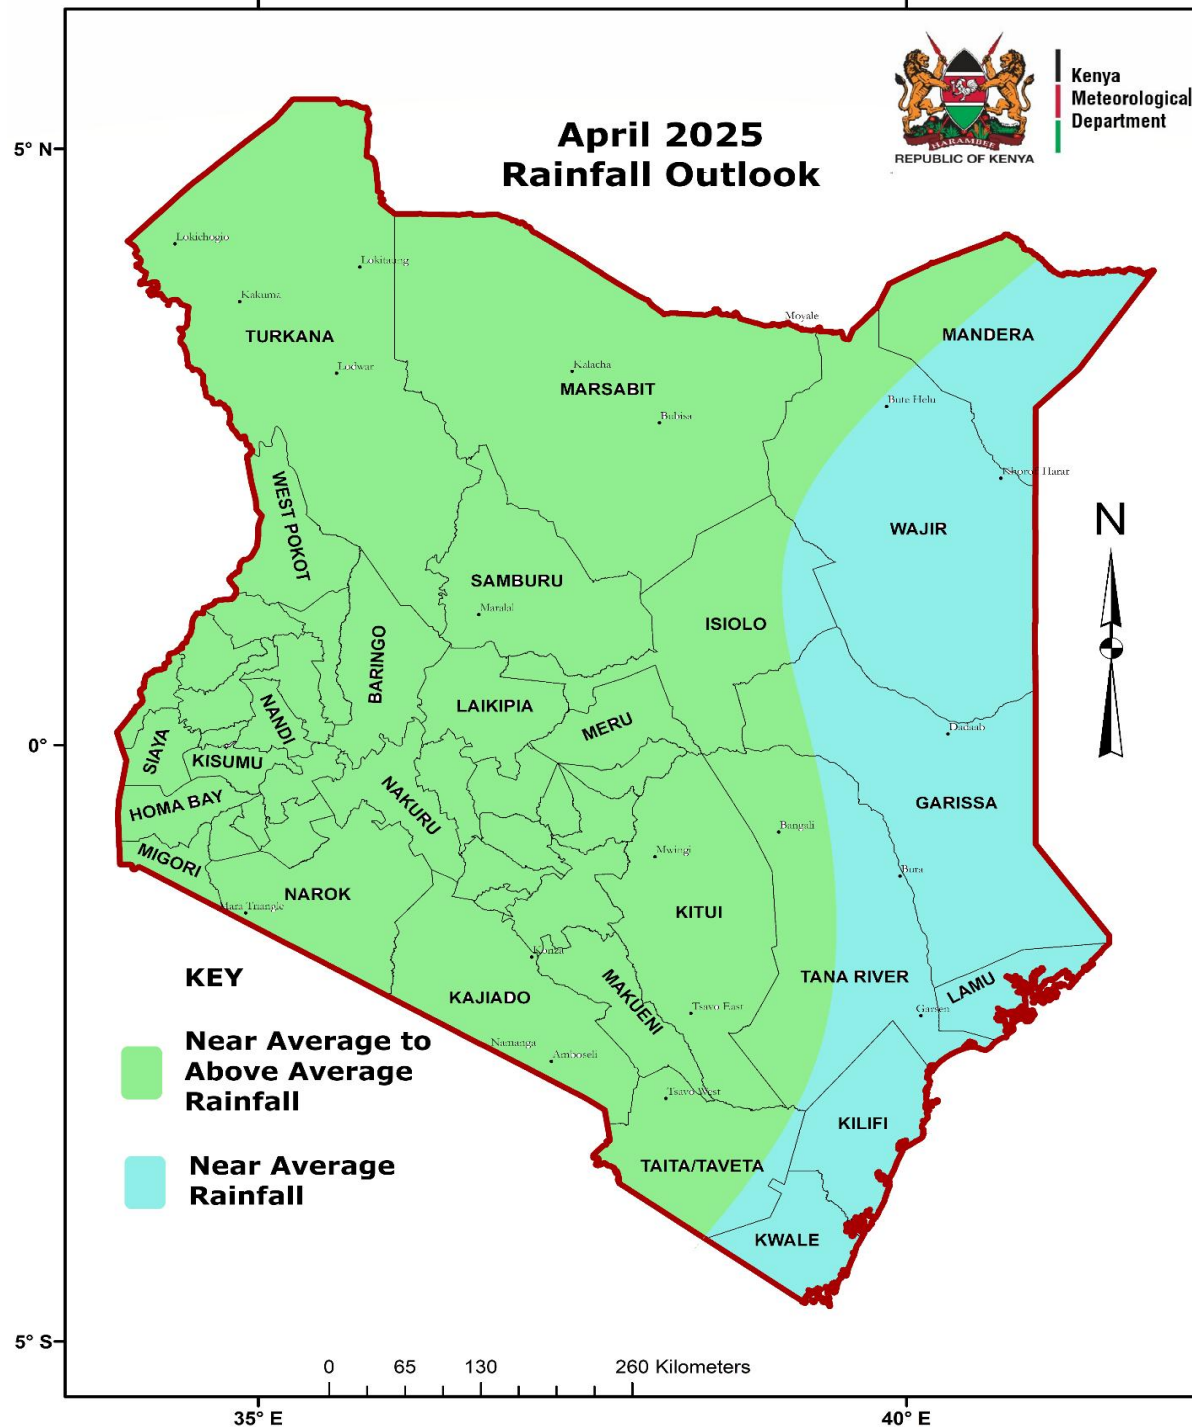 Kenya
Meteorological
Department
HARAMBEE
REPUBLIC OF KENYA
April 2025
Rainfall Outlook
5° N
Lokichogio
Lokitaung
Kakuma
TURKANA
Moyale
MANDERA
Lodwar
Kalacha
MARSABIT
Bute Helu
Bubisa
Khorof Harar
WEST POKOT
N
WAJIR
SAMBURU
Maralal
ISIOLO
BARINGO
LAIKIPIA
NANDI
MERU
Dadaab
0°
SIAYA
KISUMU
HOMA BAY
NAKURU
GARISSA
Bangali
MIGORI
Mwingi
Bura
NAROK
Mara Triangle
KITUI
Konza
KEY
TANA RIVER
LAMU
KAJIADO
MAKUENI
Tsavo East
Garsen
Near Average to
Above Average
Rainfall
Namanga
Amboseli
Tsavo West
KILIFI
Near Average
Rainfall
TAITA/TAVETA
KWALE
5° S
0 65 130 260 Kilometers
35° E 40° E